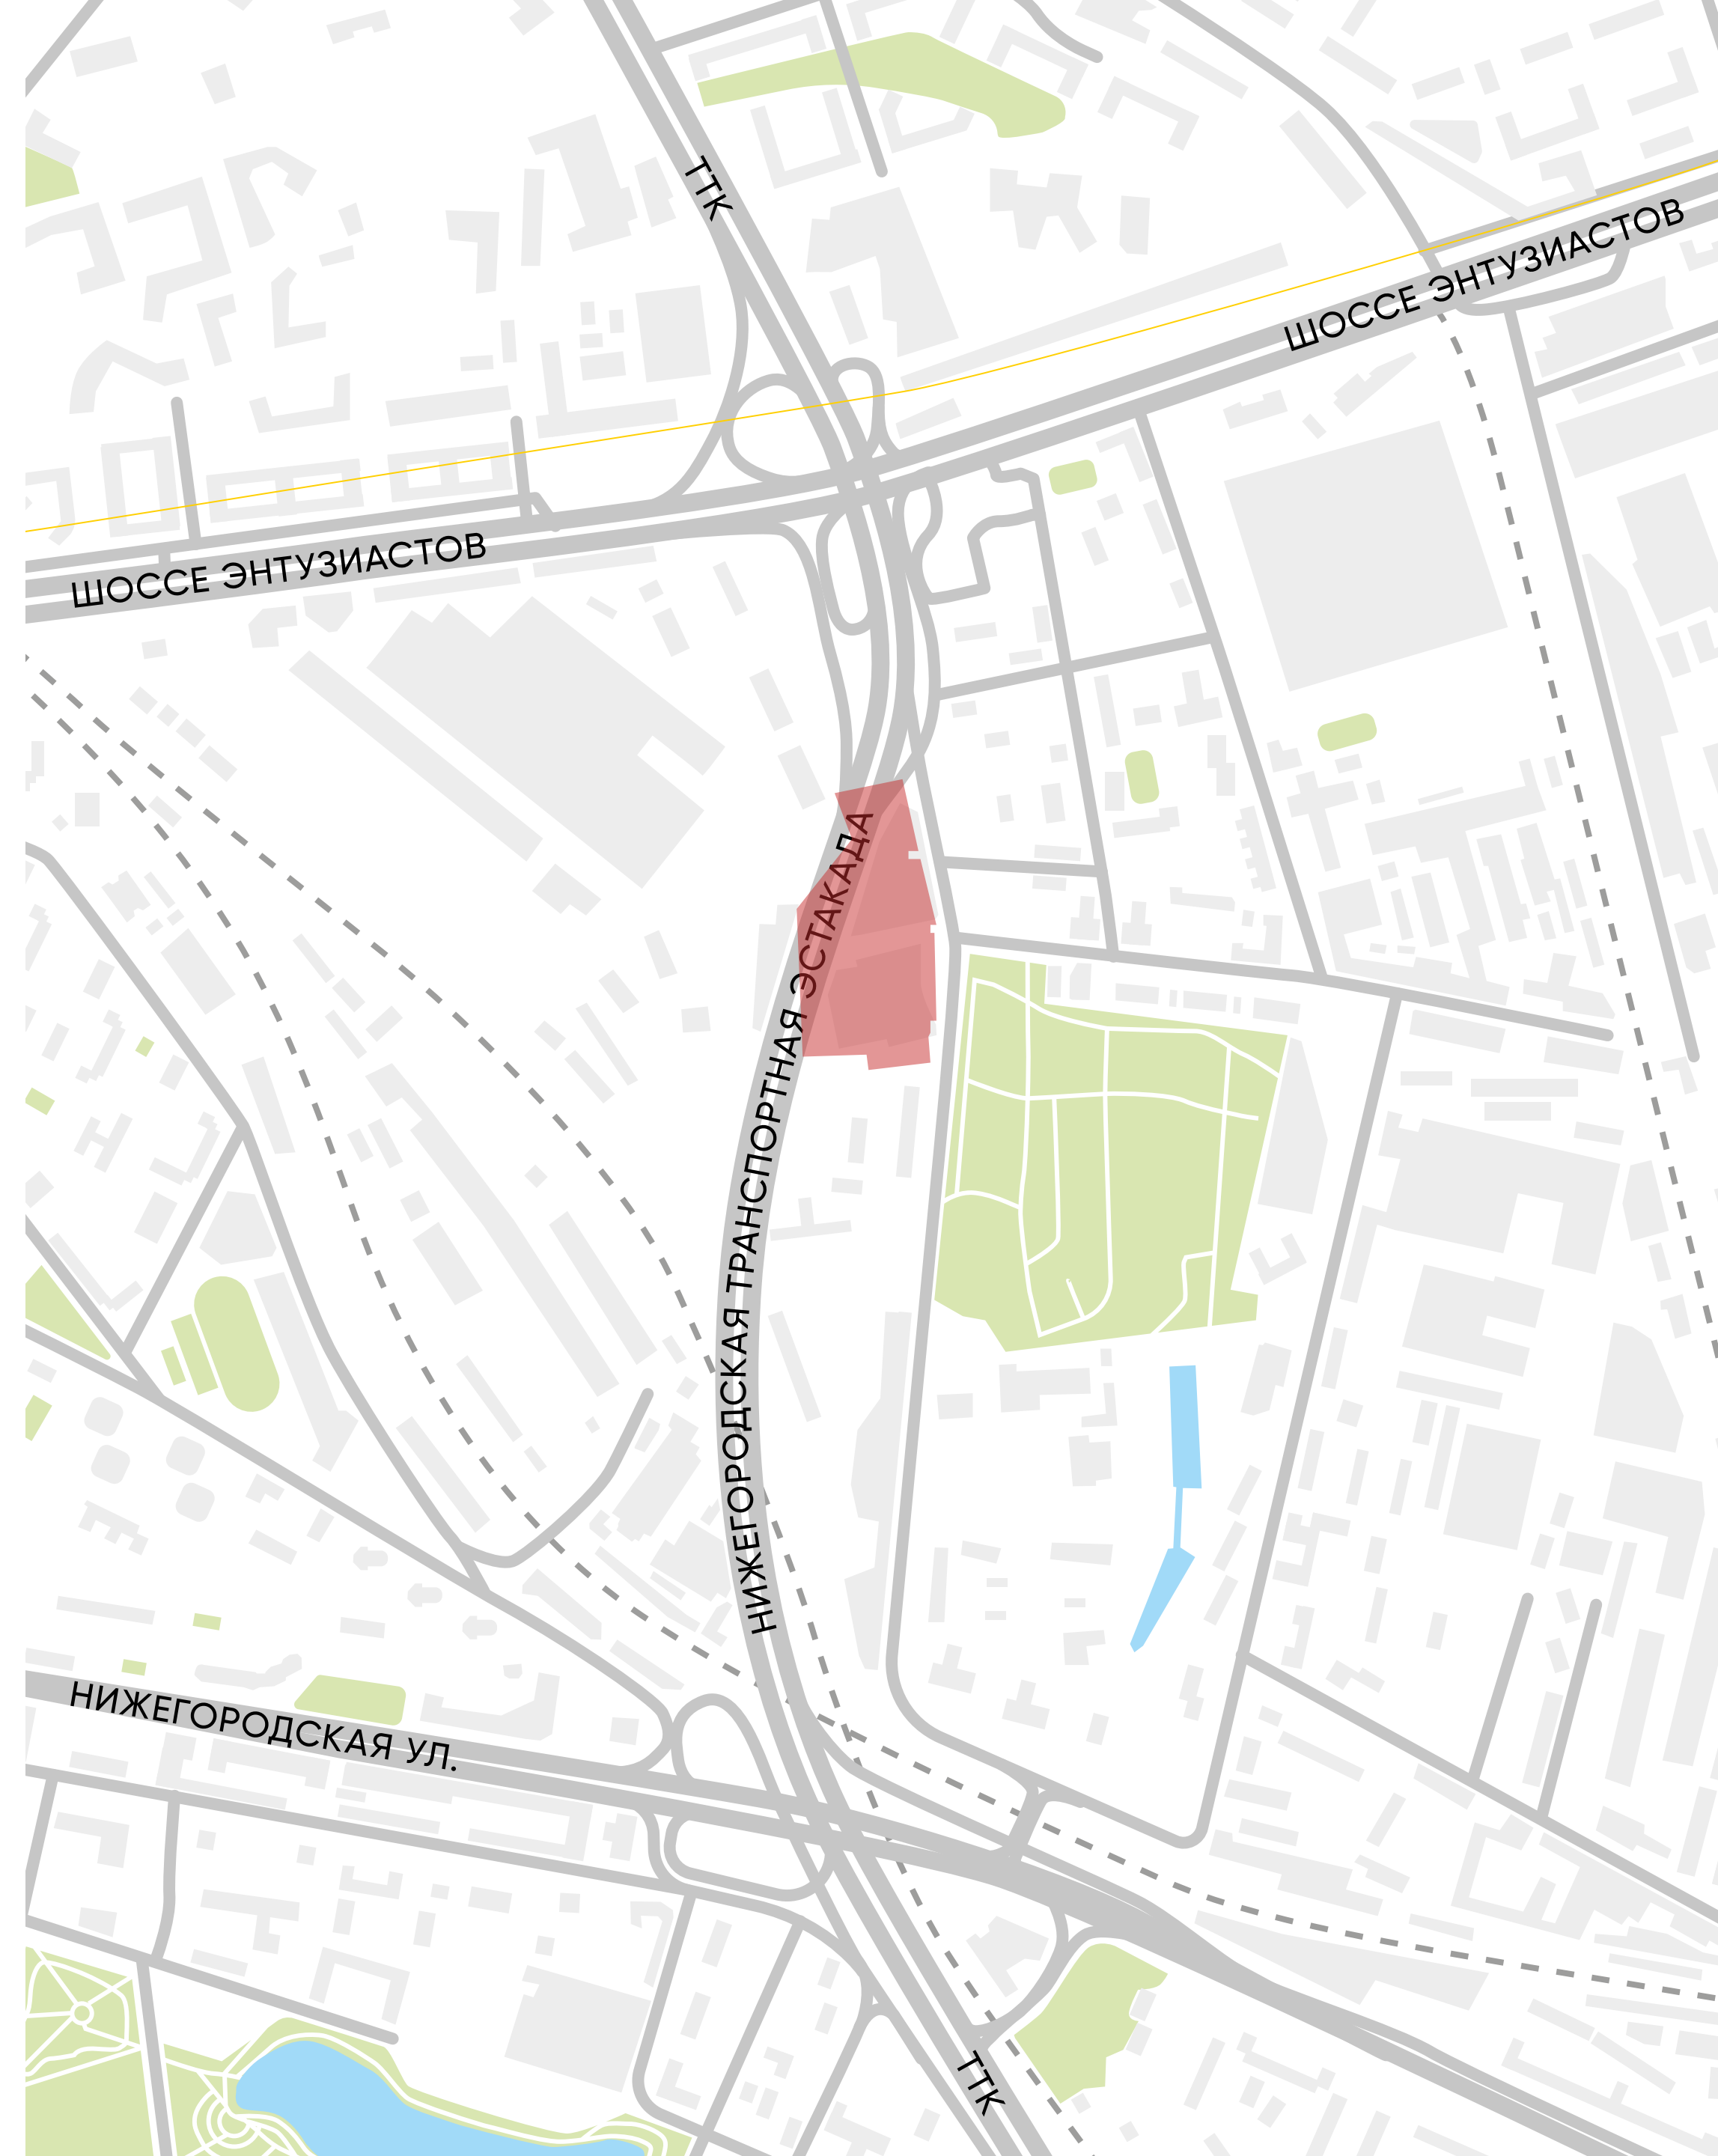 ТТК
ШОССЕ ЭНТУЗИАСТОВ
ШОССЕ ЭНТУЗИАСТОВ
НИЖЕГОРОДСКАЯ ТРАНСПОРТНАЯ ЭСТАКАДА
НИЖЕГОРОДСКАЯ УЛ.
ТТК